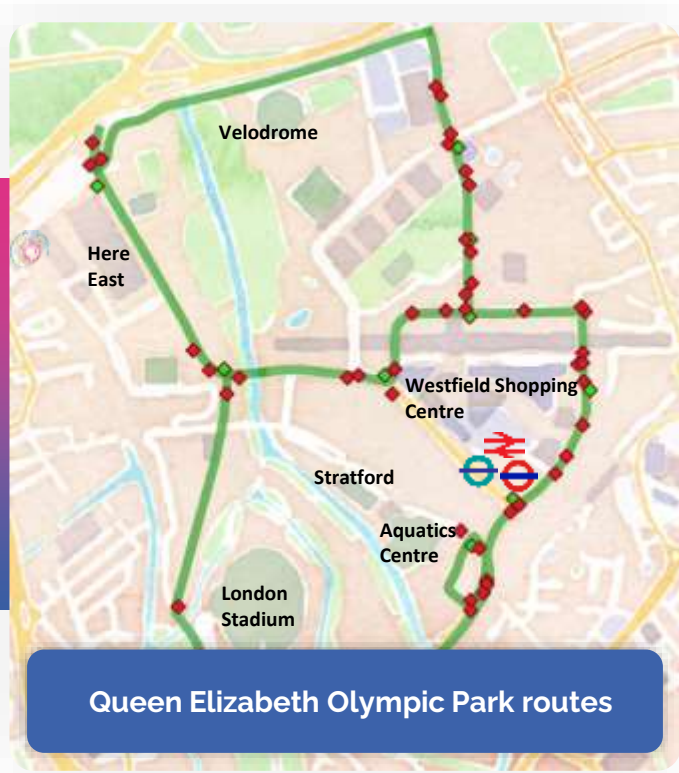 Velodrome
Here
East
Westfield Shopping
Centre
Stratford
Aquatics
Centre
London
Stadium
Queen Elizabeth Olympic Park routes